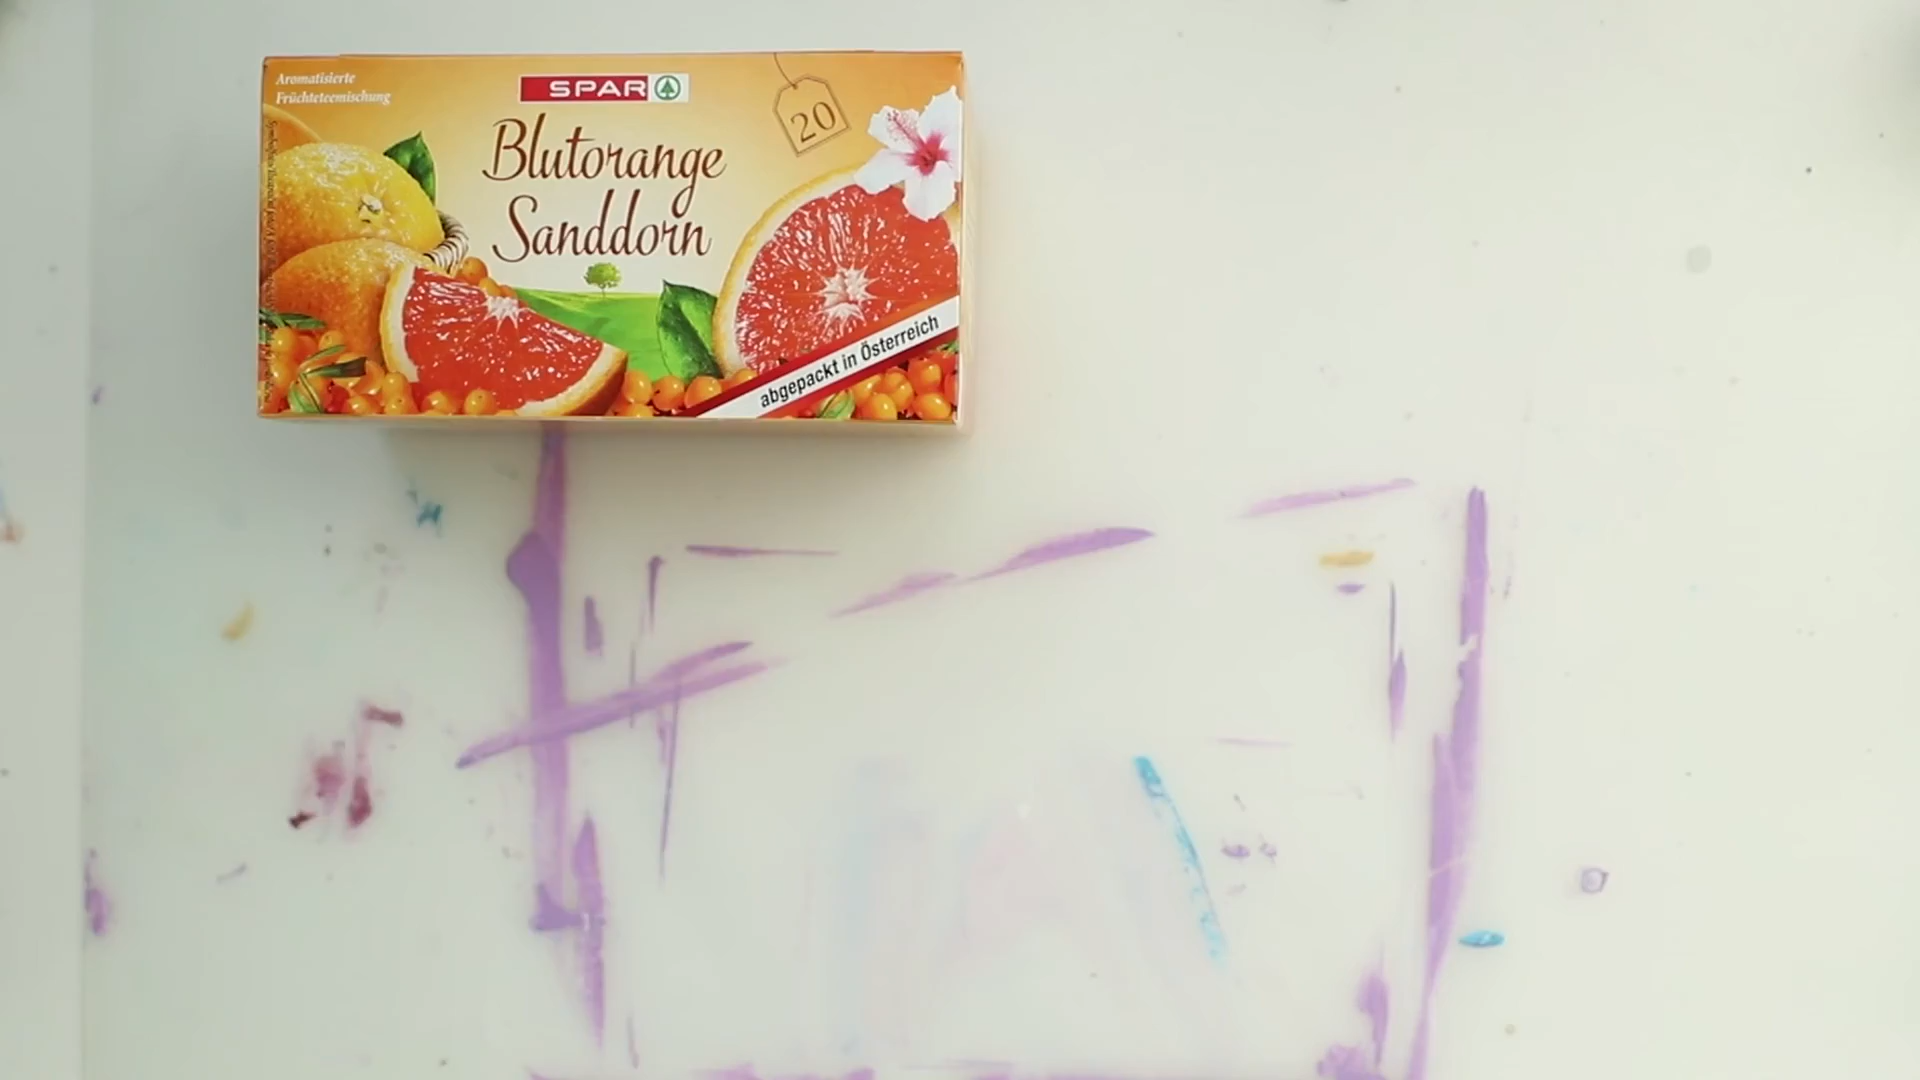 Aromatisierte
Früchteteemischung
SPAR
20
Blutorange
Sanddorn
abgepackt in Österreich